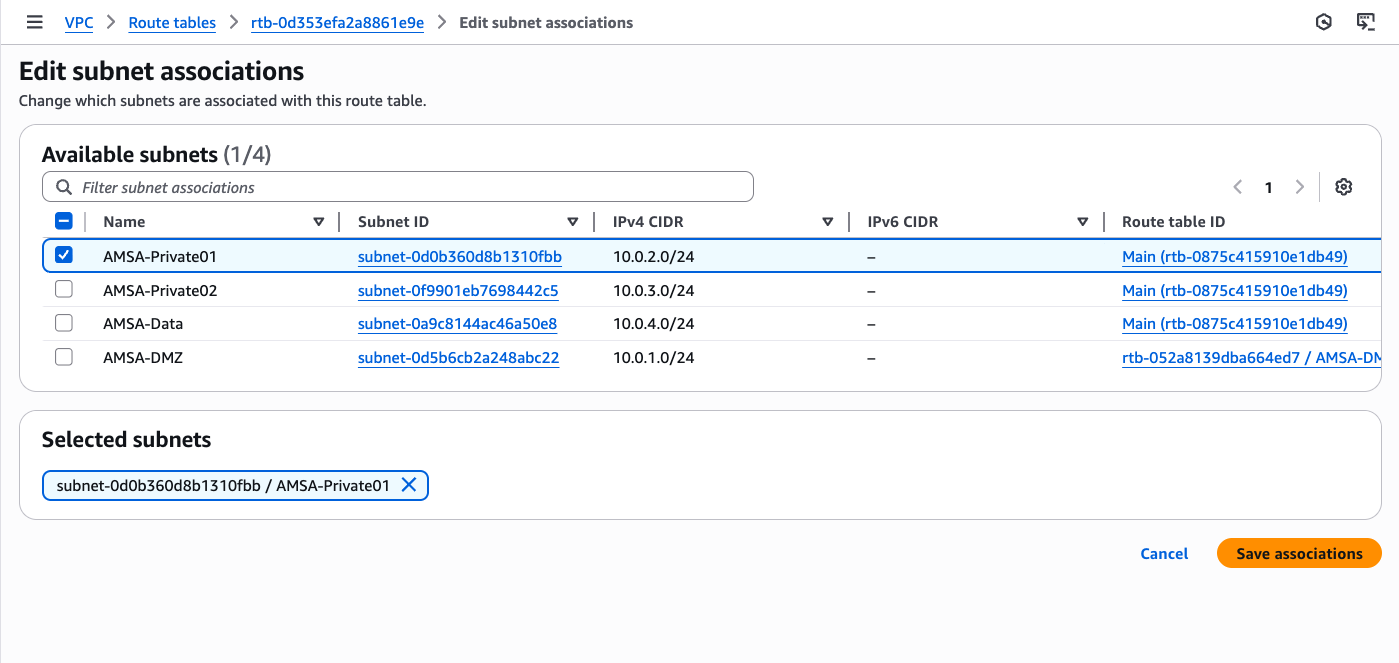 VPC > Route tables > rtb-0d353efa2a8861e9e > Edit subnet associations
Edit subnet associations
Change which subnets are associated with this route table.
Available subnets (1/4)
Filter subnet associations
1
Name Subnet ID IPv4 CIDR IPv6 CIDR Route table ID
AMSA-Private01 subnet-0d0b360d8b1310fbb 10.0.2.0/24 – Main (rtb-0875c415910e1db49)
AMSA-Private02 subnet-0f9901eb7698442c5 10.0.3.0/24 – Main (rtb-0875c415910e1db49)
AMSA-Data subnet-0a9c8144ac46a50e8 10.0.4.0/24 – Main (rtb-0875c415910e1db49)
AMSA-DMZ subnet-0d5b6cb2a248abc22 10.0.1.0/24 – rtb-052a8139dba664ed7 / AMSA-DM
Selected subnets
subnet-0d0b360d8b1310fbb / AMSA-Private01
Cancel Save associations